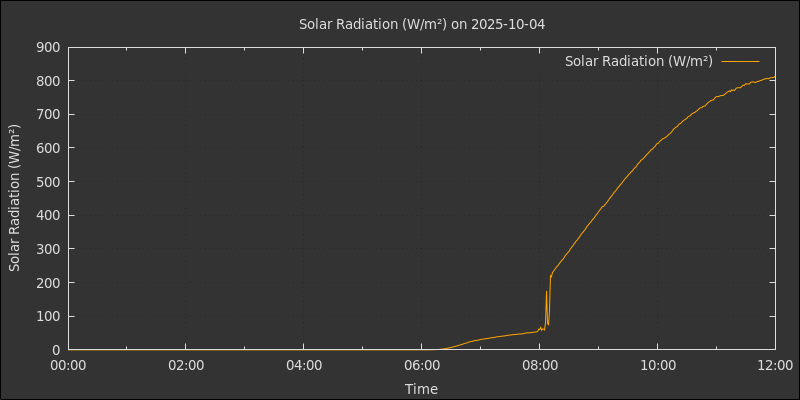 Solar Radiation (W/m²) on 2025-10-04
Solar Radiation (W/m²)
900
800
700
600
500
400
300
200
100
0
Solar Radiation (W/m²)
00:00 02:00 04:00 06:00 08:00 10:00 12:00
Time